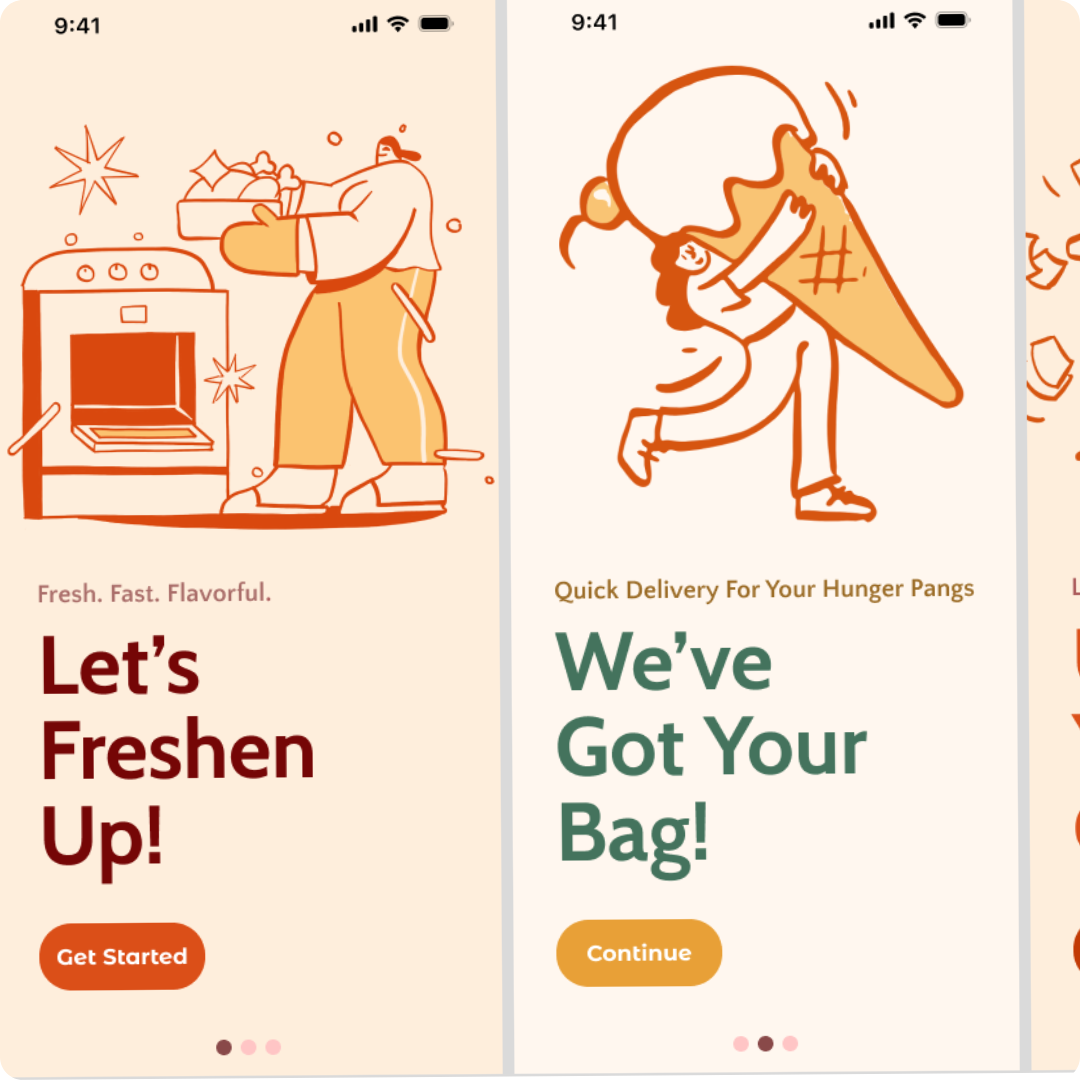 9:41
Fresh. Fast. Flavorful.
Let's
Freshen
Up!
Get Started
9:41
Quick Delivery For Your Hunger Pangs
We've
Got Your
Bag!
Continue